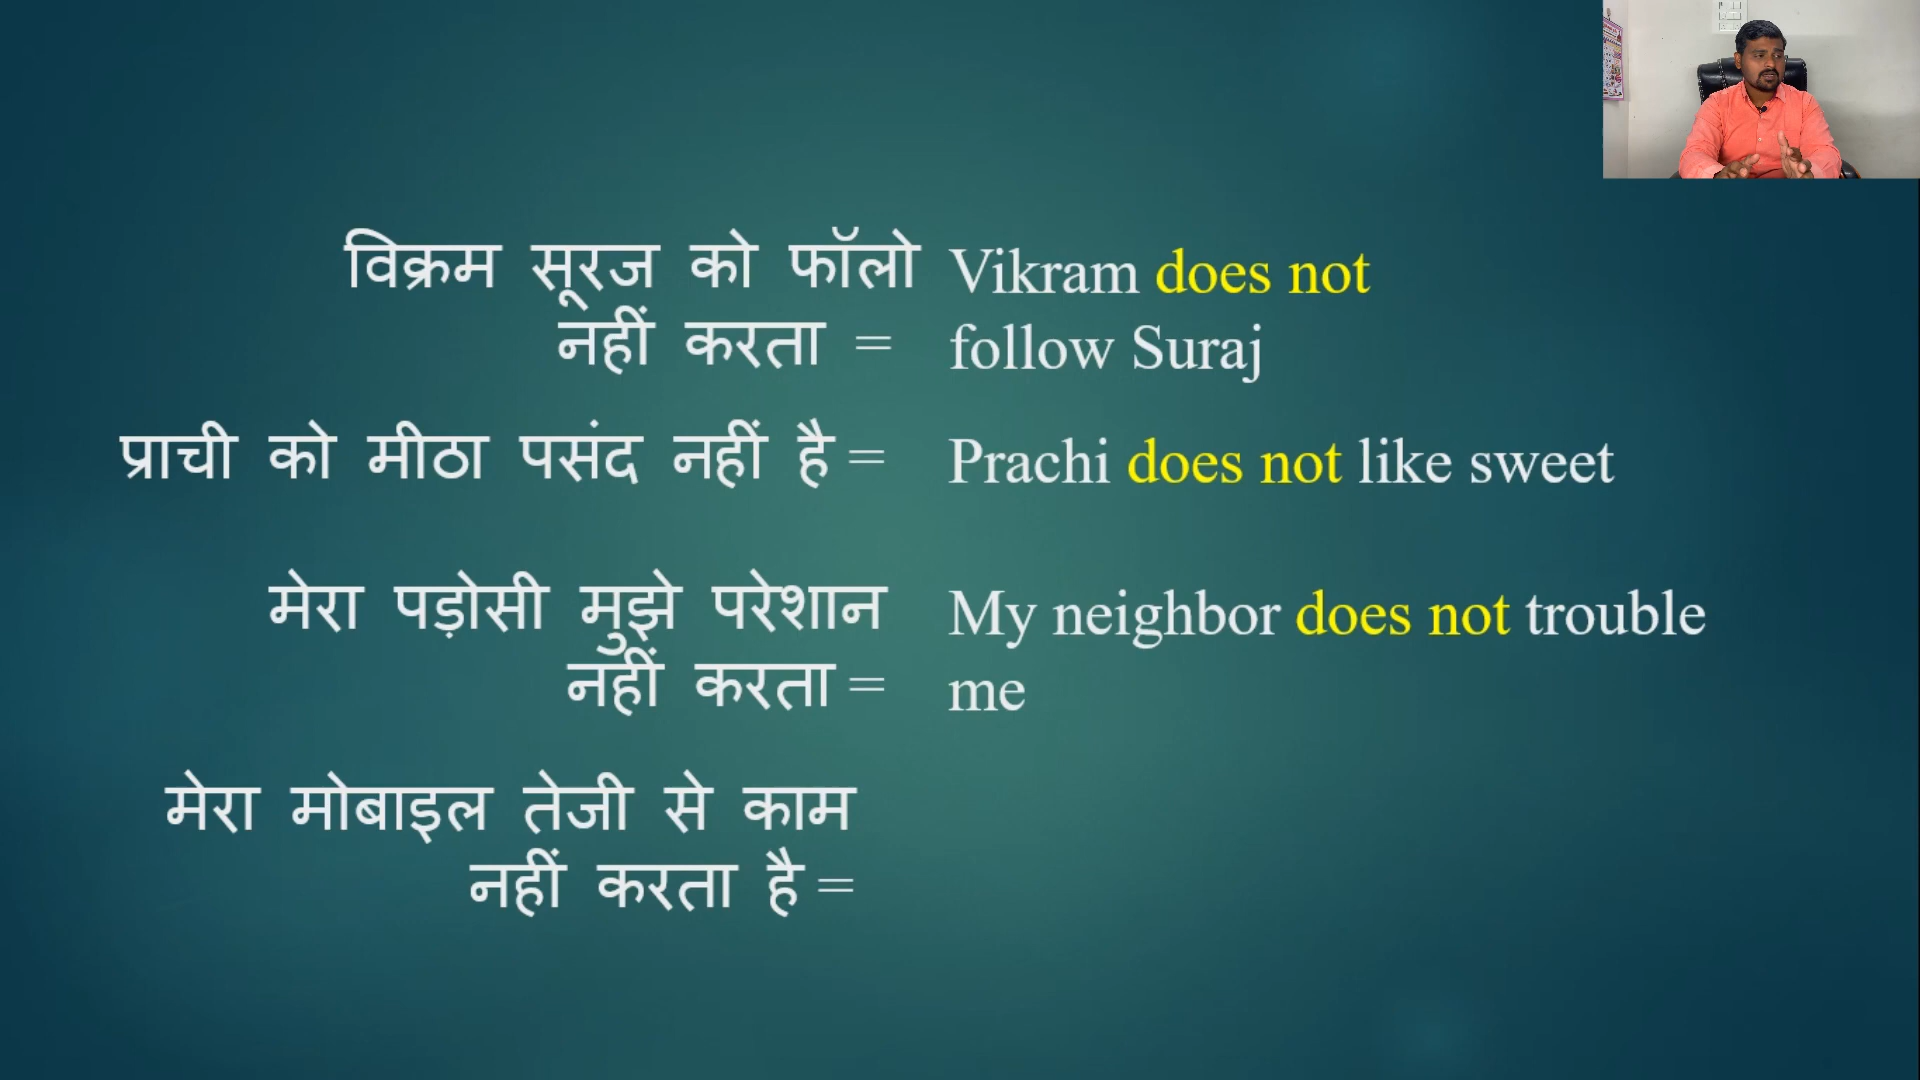 विक्रम सूरज को फॉलो
नहीं करता =
Vikram does not
follow Suraj
प्राची को मीठा पसंद नहीं है =
Prachi does not like sweet
मेरा पड़ोसी मुझे परेशान
नहीं करता =
My neighbor does not trouble
me
मेरा मोबाइल तेजी से काम
नहीं करता है =